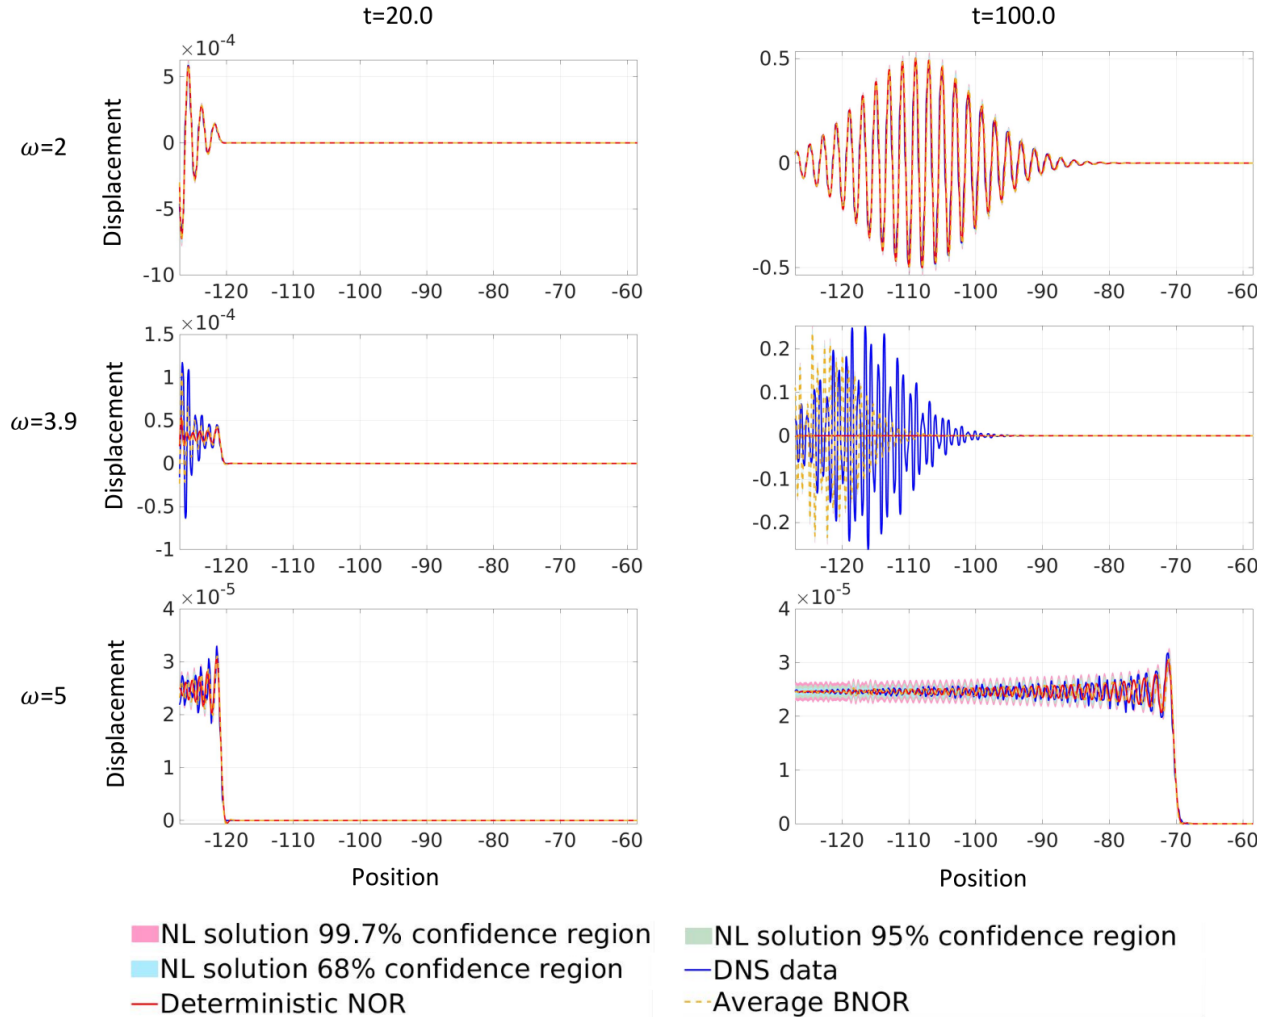 t=20.0 t=100.0
×10⁻⁴
5
0
-5
-10
-120 -110 -100 -90 -80 -70 -60
Displacement
ω=2
0.5
0
-0.5
-120 -110 -100 -90 -80 -70 -60
Displacement
×10⁻⁴
1.5
1
0.5
0
-0.5
-1
-120 -110 -100 -90 -80 -70 -60
Displacement
ω=3.9
0.2
0.1
0
-0.1
-0.2
-120 -110 -100 -90 -80 -70 -60
Displacement
×10⁻⁵
4
3
2
1
0
-120 -110 -100 -90 -80 -70 -60
Displacement
ω=5
Position
×10⁻⁵
4
3
2
1
0
-120 -110 -100 -90 -80 -70 -60
Displacement
Position
NL solution 99.7% confidence region
NL solution 68% confidence region
Deterministic NOR
NL solution 95% confidence region
DNS data
Average BNOR